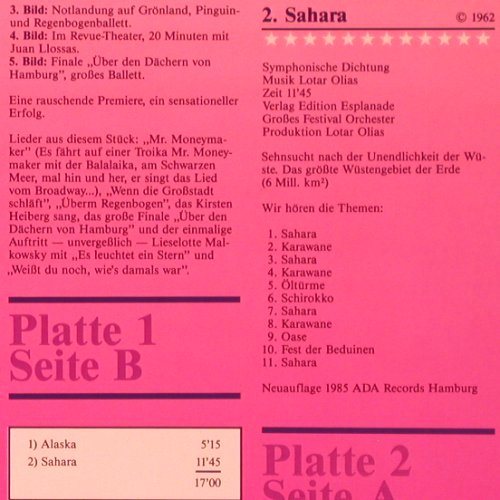 3. Bild: Notlandung auf Grönland, Pinguin-
und Regenbogenballett.
4. Bild: Im Revue-Theater, 20 Minuten mit
Juan Llossas.
5. Bild: Finale „Über den Dächern von
Hamburg”, großes Ballett.
Eine rauschende Premiere, ein sensationeller
Erfolg.
Lieder aus diesem Stück: „Mr. Moneyma-
ker” (Es fährt auf einer Troika Mr. Money-
maker mit der Balalaika, am Schwarzen
Meer, mal hin und her, er singt das Lied
vom Broadway...), „Wenn die Großstadt
schläft”, „Überm Regenbogen”, das Kirsten
Heiberg sang, das große Finale „Über den
Dächern von Hamburg” und der einmalige
Auftritt — unvergeßlich — Lieselotte Mal-
kowsky mit „Es leuchtet ein Stern” und
„Weißt du noch, wie's damals war”.
Platte 1
Seite B
1) Alaska 5'15
2) Sahara 11'45
17'00
2. Sahara © 1962
Symphonische Dichtung
Musik Lotar Olias
Zeit 11'45
Verlag Edition Esplanade
Großes Festival Orchester
Produktion Lotar Olias
Sehnsucht nach der Unendlichkeit der Wü-
ste. Das größte Wüstengebiet der Erde
(6 Mill. km²)
Wir hören die Themen:
1. Sahara
2. Karawane
3. Sahara
4. Karawane
5. Öltürme
6. Schirokko
7. Sahara
8. Karawane
9. Oase
10. Fest der Beduinen
11. Sahara
Neuauflage 1985 ADA Records Hamburg
Platte 2
Seite A